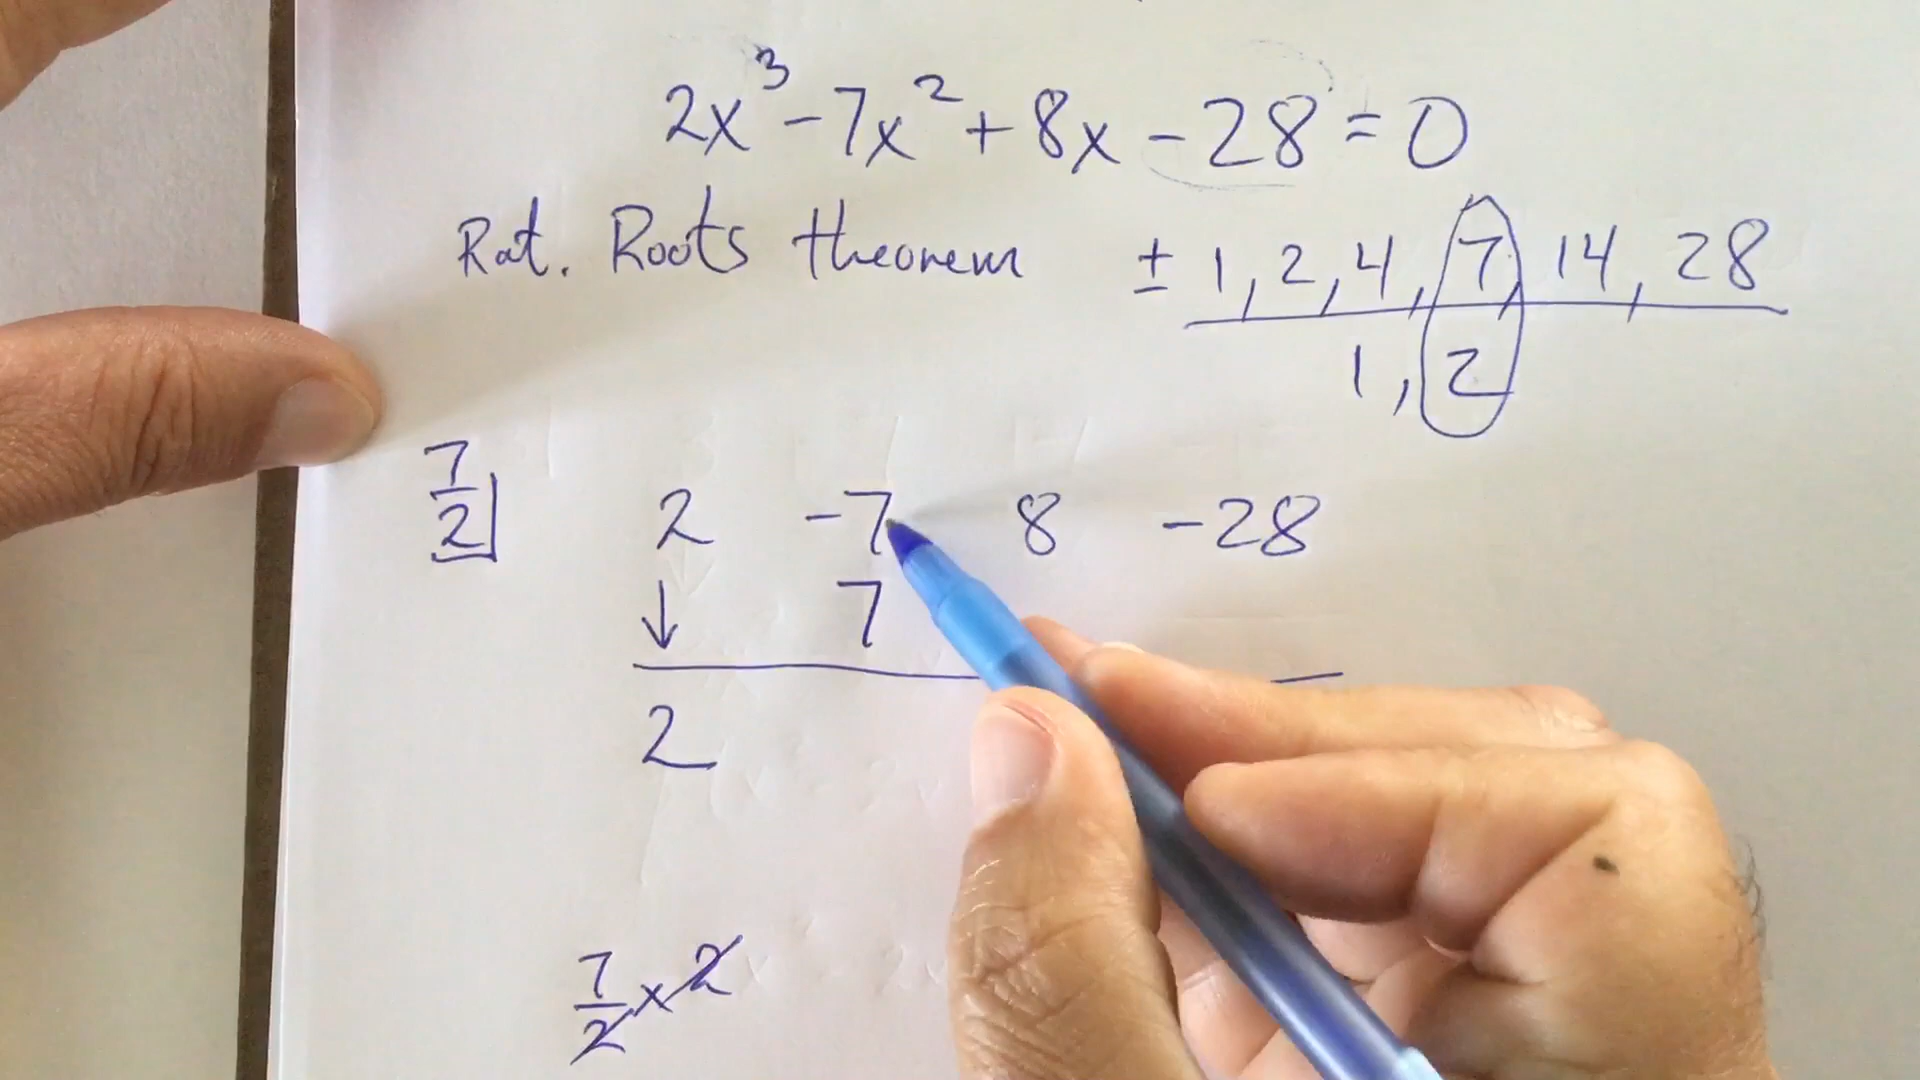 2x³-7x²+8x-28=0
Rat. Roots theorem ± 1, 2, 4, 7, 14, 28
1, 2
7
2 2 -7 8 -28
↓ 7
2
7
2 x 2